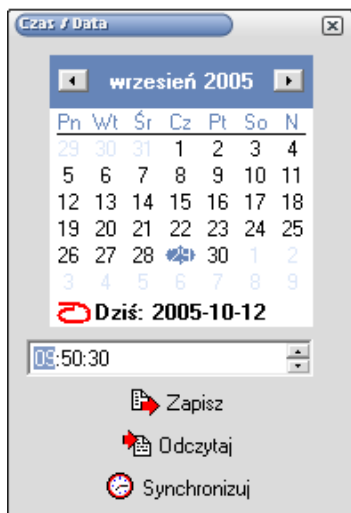 Czas / Data
wrzesień 2005
Pn Wt Śr Cz Pt So N
29 30 31 1 2 3 4
5 6 7 8 9 10 11
12 13 14 15 16 17 18
19 20 21 22 23 24 25
26 27 28 29 30 1 2
3 4 5 6 7 8 9
Dziś: 2005-10-12
09:50:30
Zapisz
Odczytaj
Synchronizuj